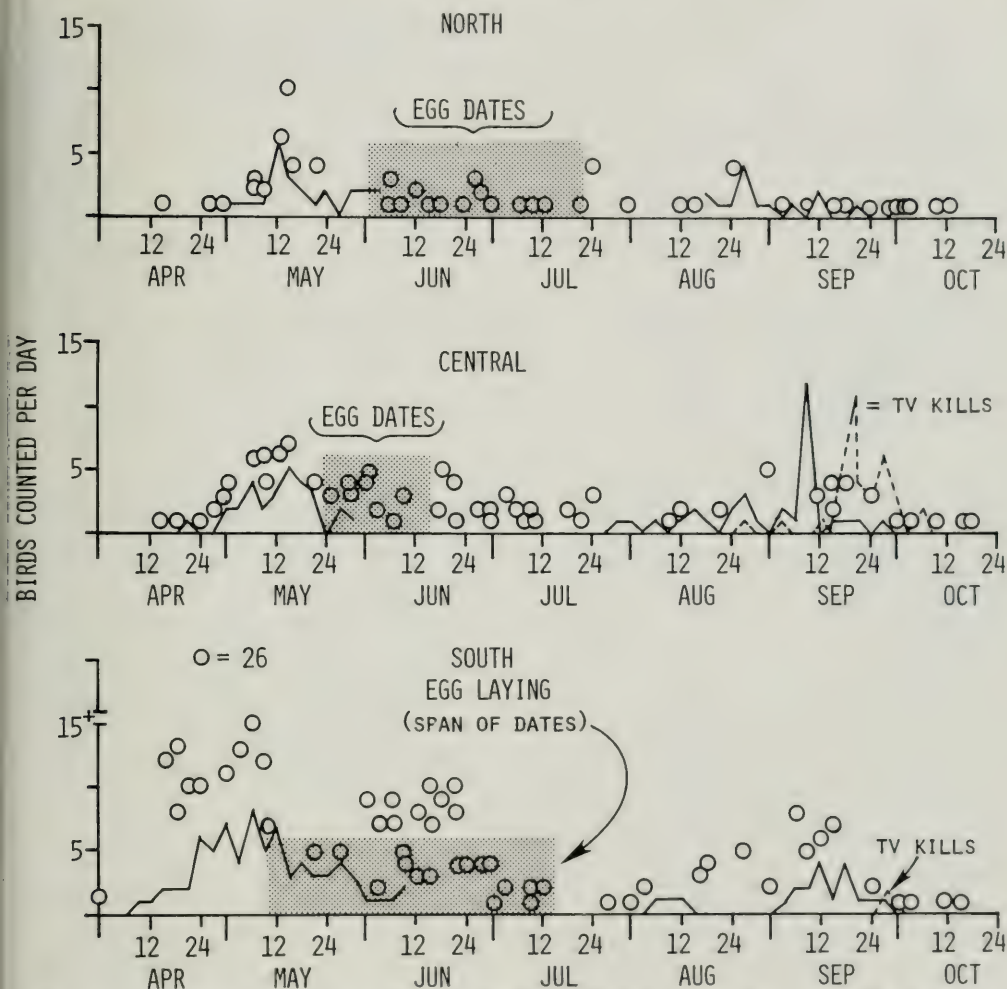 NORTH
15
EGG DATES
5
12 24 12 24 12 24 12 24 12 24 12 24 12 24
APR MAY JUN JUL AUG SEP OCT
BIRDS COUNTED PER DAY
CENTRAL
15
EGG DATES
= TV KILLS
5
12 24 12 24 12 24 12 24 12 24 12 24 12 24
APR MAY JUN JUL AUG SEP OCT
O = 26
SOUTH
EGG LAYING
(SPAN OF DATES)
15+
5
TV KILLS
12 24 12 24 12 24 12 24 12 24 12 24 12 24
APR MAY JUN JUL AUG SEP OCT